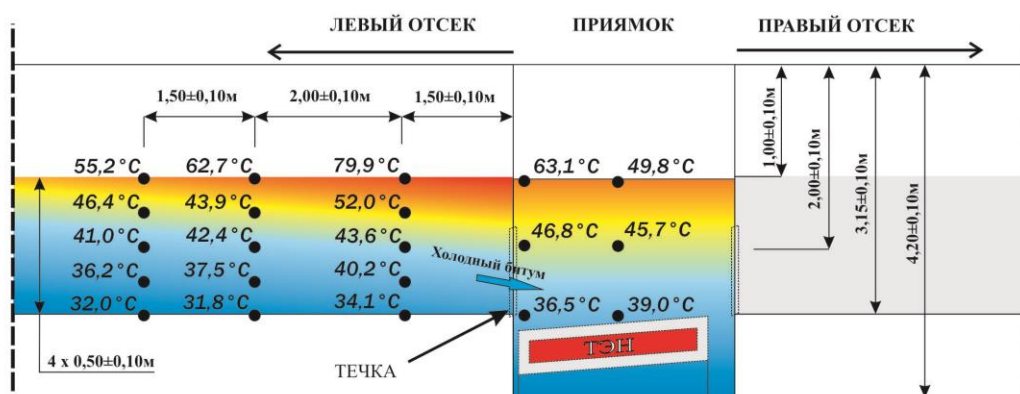 ЛЕВЫЙ ОТСЕК ПРИЯМОК ПРАВЫЙ ОТСЕК
1,50±0,10м 2,00±0,10м 1,50±0,10м
1,00±0,10м
2,00±0,10м
3,15±0,10м
4,20±0,10м
55,2°C 62,7°C 79,9°C 63,1°C 49,8°C
46,4°C 43,9°C 52,0°C
41,0°C 42,4°C 43,6°C 46,8°C 45,7°C
Холодный битум
36,2°C 37,5°C 40,2°C
32,0°C 31,8°C 34,1°C 36,5°C 39,0°C
ТЭН
4 x 0,50±0,10м
ТЕЧКА